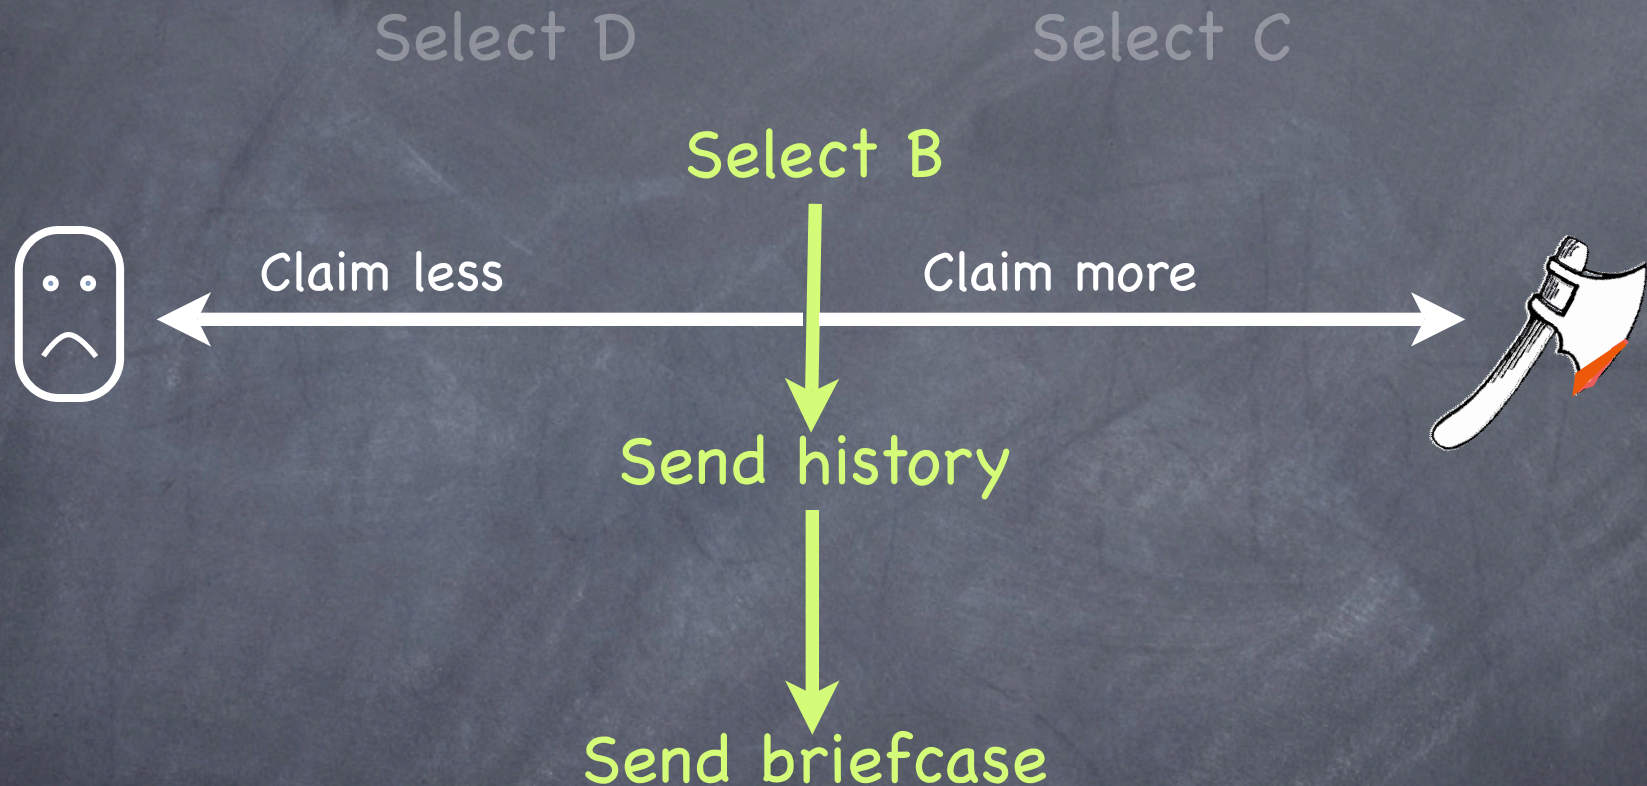 Select D
Select C
Select B
Claim less
Claim more
Send history
Send briefcase